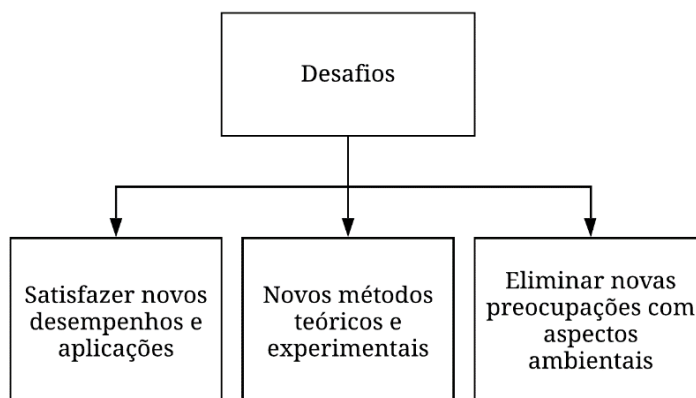 Desafios
Satisfazer novos
desempenhos e
aplicações
Novos métodos
teóricos e
experimentais
Eliminar novas
preocupações com
aspectos
ambientais